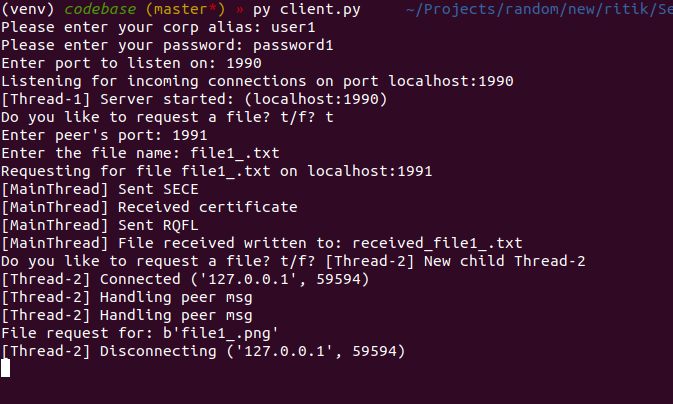 (venv) codebase (master*) » py client.py ~/Projects/random/new/ritik/Se
Please enter your corp alias: user1
Please enter your password: password1
Enter port to listen on: 1990
Listening for incoming connections on port localhost:1990
[Thread-1] Server started: (localhost:1990)
Do you like to request a file? t/f? t
Enter peer's port: 1991
Enter the file name: file1_.txt
Requesting for file file1_.txt on localhost:1991
[MainThread] Sent SECE
[MainThread] Received certificate
[MainThread] Sent RQFL
[MainThread] File received written to: received_file1_.txt
Do you like to request a file? t/f? [Thread-2] New child Thread-2
[Thread-2] Connected ('127.0.0.1', 59594)
[Thread-2] Handling peer msg
[Thread-2] Handling peer msg
File request for: b'file1_.png'
[Thread-2] Disconnecting ('127.0.0.1', 59594)